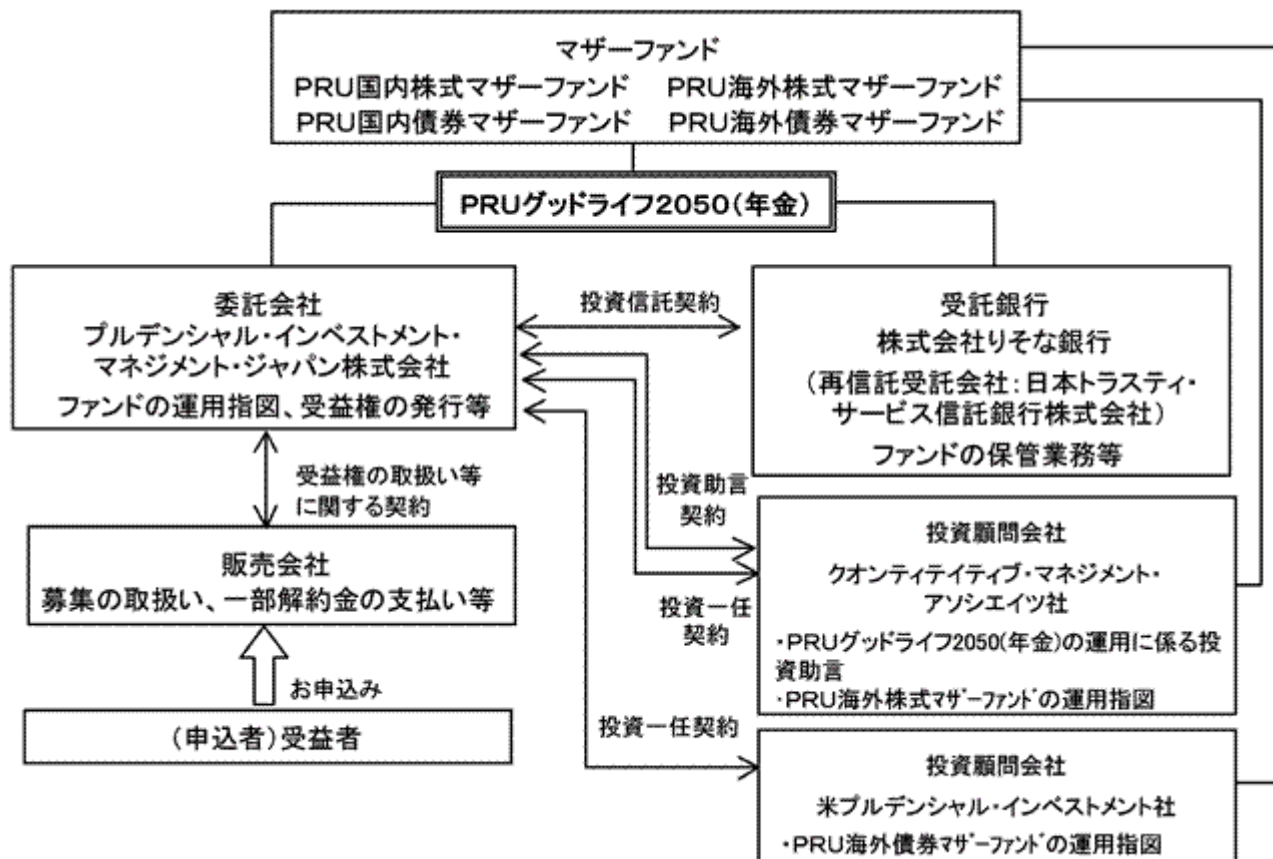 マザーファンド
PRU国内株式マザーファンド　PRU海外株式マザーファンド
PRU国内債券マザーファンド　PRU海外債券マザーファンド
PRUグッドライフ2050(年金)
委託会社
プルデンシャル・インベストメント・
マネジメント・ジャパン株式会社
ファンドの運用指図、受益権の発行等
投資信託契約
受託銀行
株式会社りそな銀行
(再信託受託会社:日本トラスティ・
サービス信託銀行株式会社)
ファンドの保管業務等
受益権の取扱い等
に関する契約
投資助言
契約
販売会社
募集の取扱い、一部解約金の支払い等
投資一任
契約
投資顧問会社
クオンティテイティブ・マネジメント・
アソシエイツ社
・PRUグッドライフ2050(年金)の運用に係る投
資助言
・PRU海外株式マザーファンドの運用指図
お申込み
(申込者)受益者
投資一任契約
投資顧問会社
米プルデンシャル・インベストメント社
・PRU海外債券マザーファンドの運用指図